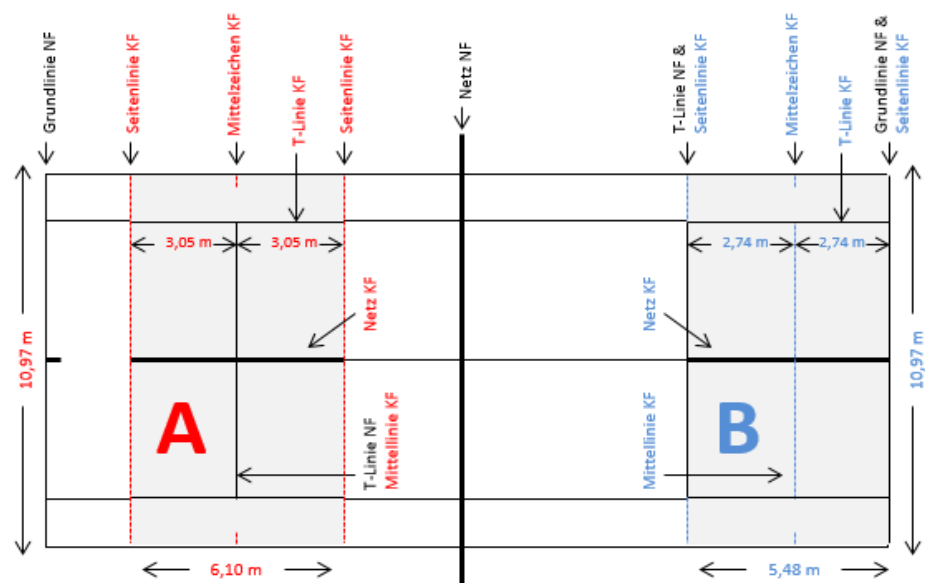 Grundlinie NF
Seitenlinie KF
Mittelzeichen KF
T-Linie KF
Seitenlinie KF
Netz NF
T-Linie NF &
Seitenlinie KF
Mittelzeichen KF
T-Linie KF
Grundlinie NF &
Seitenlinie KF
3,05 m
3,05 m
2,74 m
2,74 m
Netz KF
Netz KF
10,97 m
10,97 m
A
B
T-Linie NF
Mittellinie KF
Mittellinie KF
6,10 m
5,48 m